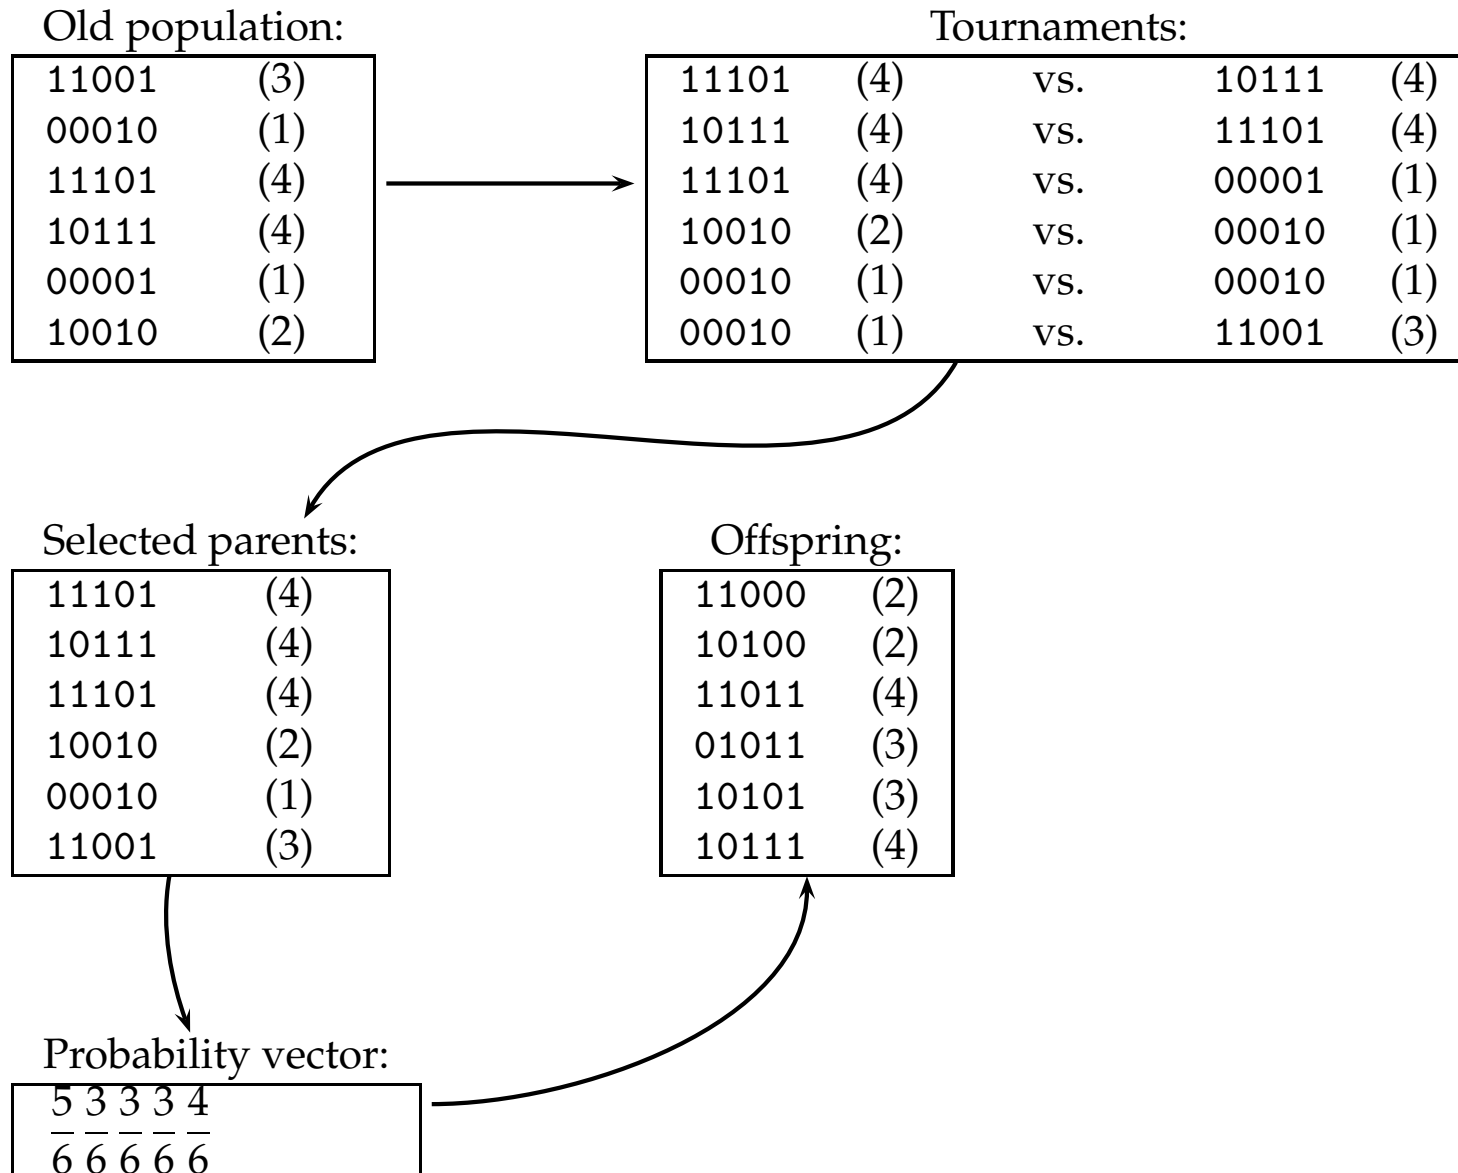 Old population:
11001 (3)
00010 (1)
11101 (4)
10111 (4)
00001 (1)
10010 (2)
Tournaments:
11101 (4) vs. 10111 (4)
10111 (4) vs. 11101 (4)
11101 (4) vs. 00001 (1)
10010 (2) vs. 00010 (1)
00010 (1) vs. 00010 (1)
00010 (1) vs. 11001 (3)
Selected parents:
11101 (4)
10111 (4)
11101 (4)
10010 (2)
00010 (1)
11001 (3)
Offspring:
11000 (2)
10100 (2)
11011 (4)
01011 (3)
10101 (3)
10111 (4)
Probability vector:
5 3 3 3 4
6 6 6 6 6